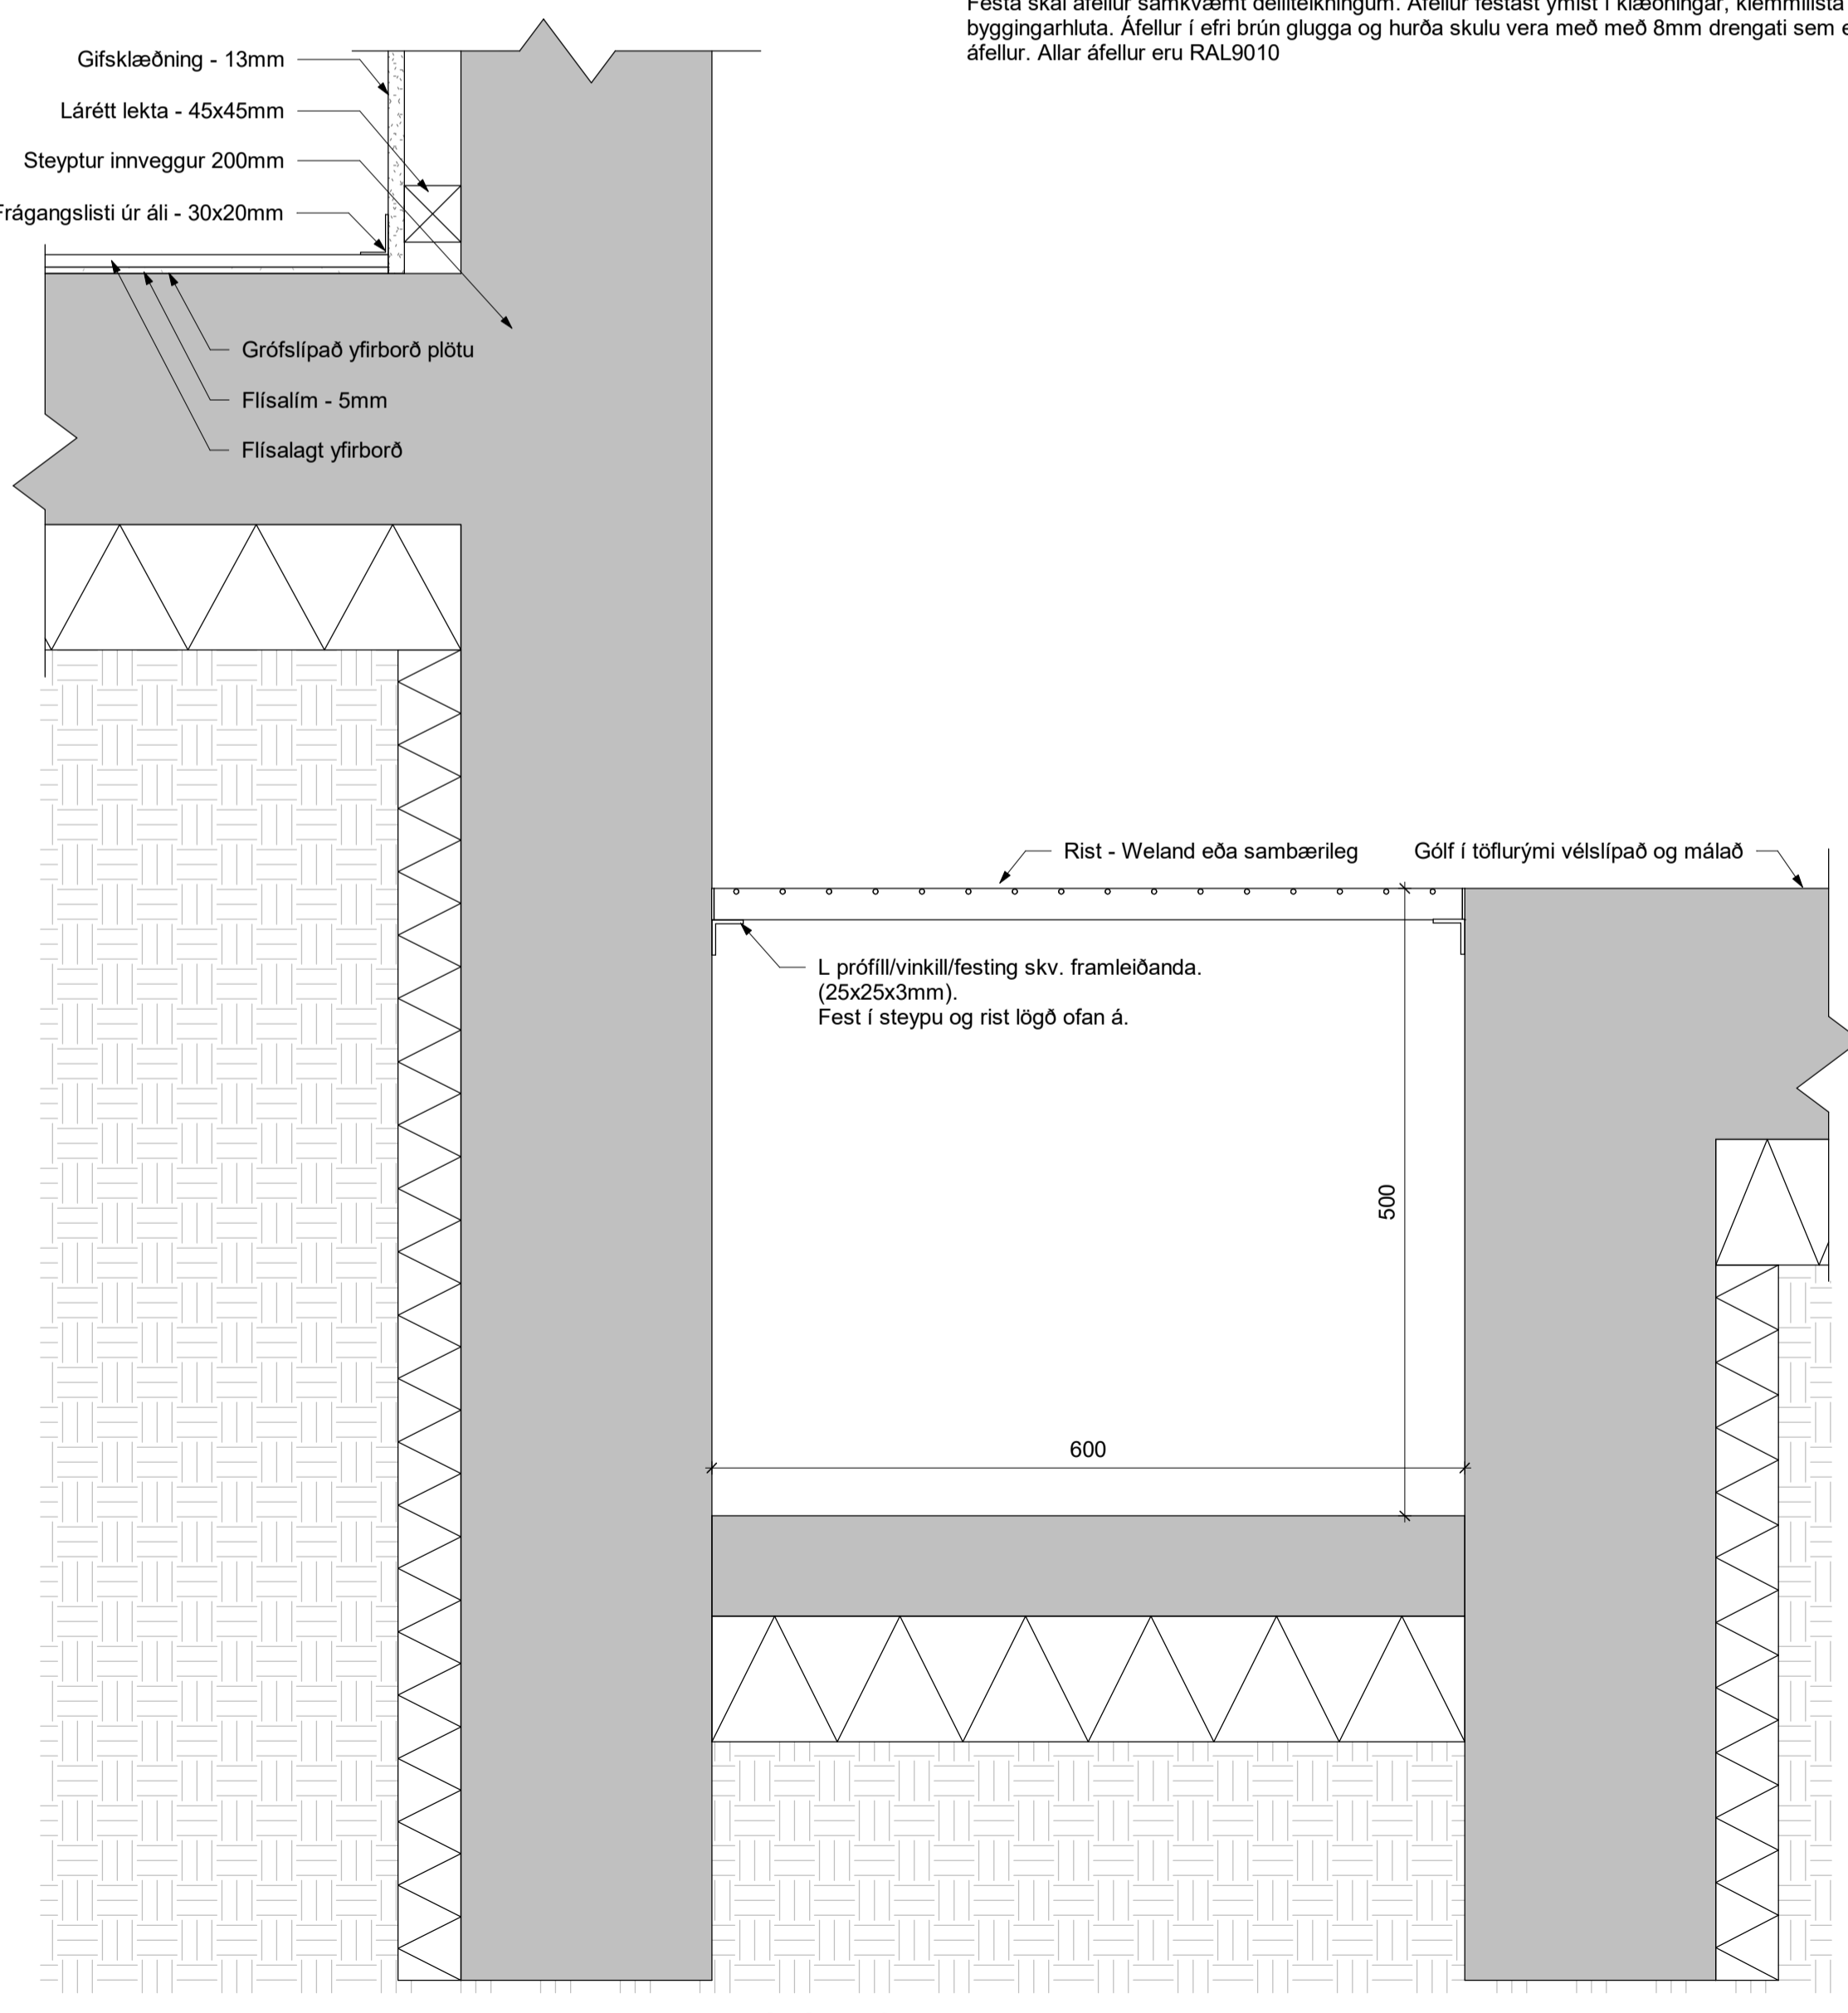 Festa skal áfellur samkvæmt deiliteikningum. Áfellur festast ýmist í klæðningar, klemmilista
byggingarhluta. Áfellur í efri brún glugga og hurða skulu vera með með 8mm drengati sem
áfellur. Allar áfellur eru RAL9010
Gifsklæðning - 13mm
Lárétt lekta - 45x45mm
Steyptur innveggur 200mm
Frágangslisti úr áli - 30x20mm
Grófslípað yfirborð plötu
Flísalím - 5mm
Flísalagt yfirborð
Rist - Weland eða sambærileg
Gólf í töflurými vélslípað og málað
L prófíll/vinkill/festing skv. framleiðanda.
(25x25x3mm).
Fest í steypu og rist lögð ofan á.
500
600